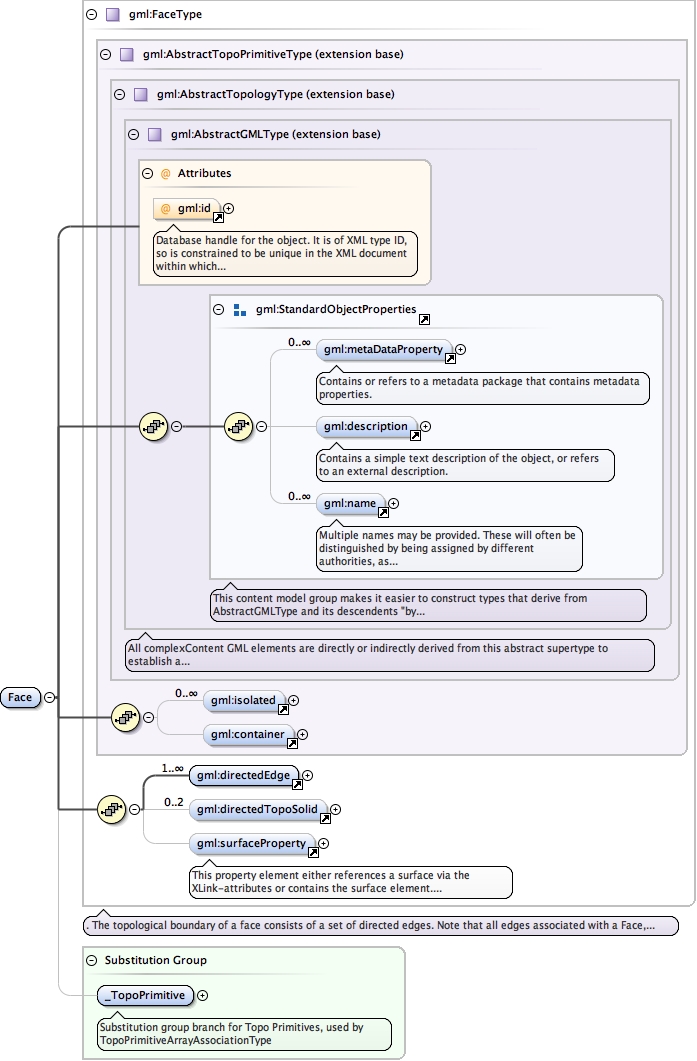 gml:FaceType
gml:AbstractTopoPrimitiveType (extension base)
gml:AbstractTopologyType (extension base)
gml:AbstractGMLType (extension base)
@ Attributes
@ gml:id
Database handle for the object. It is of XML type ID,
so is constrained to be unique in the XML document
within which...
gml:StandardObjectProperties
0..∞
gml:metaDataProperty
Contains or refers to a metadata package that contains metadata
properties.
gml:description
Contains a simple text description of the object, or refers
to an external description.
0..∞
gml:name
Multiple names may be provided. These will often be
distinguished by being assigned by different
authorities, as...
This content model group makes it easier to construct types that derive from
AbstractGMLType and its descendents "by...
All complexContent GML elements are directly or indirectly derived from this abstract supertype to
establish a...
Face
0..∞
gml:isolated
gml:container
1..∞
gml:directedEdge
0..2
gml:directedTopoSolid
gml:surfaceProperty
This property element either references a surface via the
XLink-attributes or contains the surface element....
. The topological boundary of a face consists of a set of directed edges. Note that all edges associated with a Face,...
Substitution Group
_TopoPrimitive
Substitution group branch for Topo Primitives, used by
TopoPrimitiveArrayAssociationType